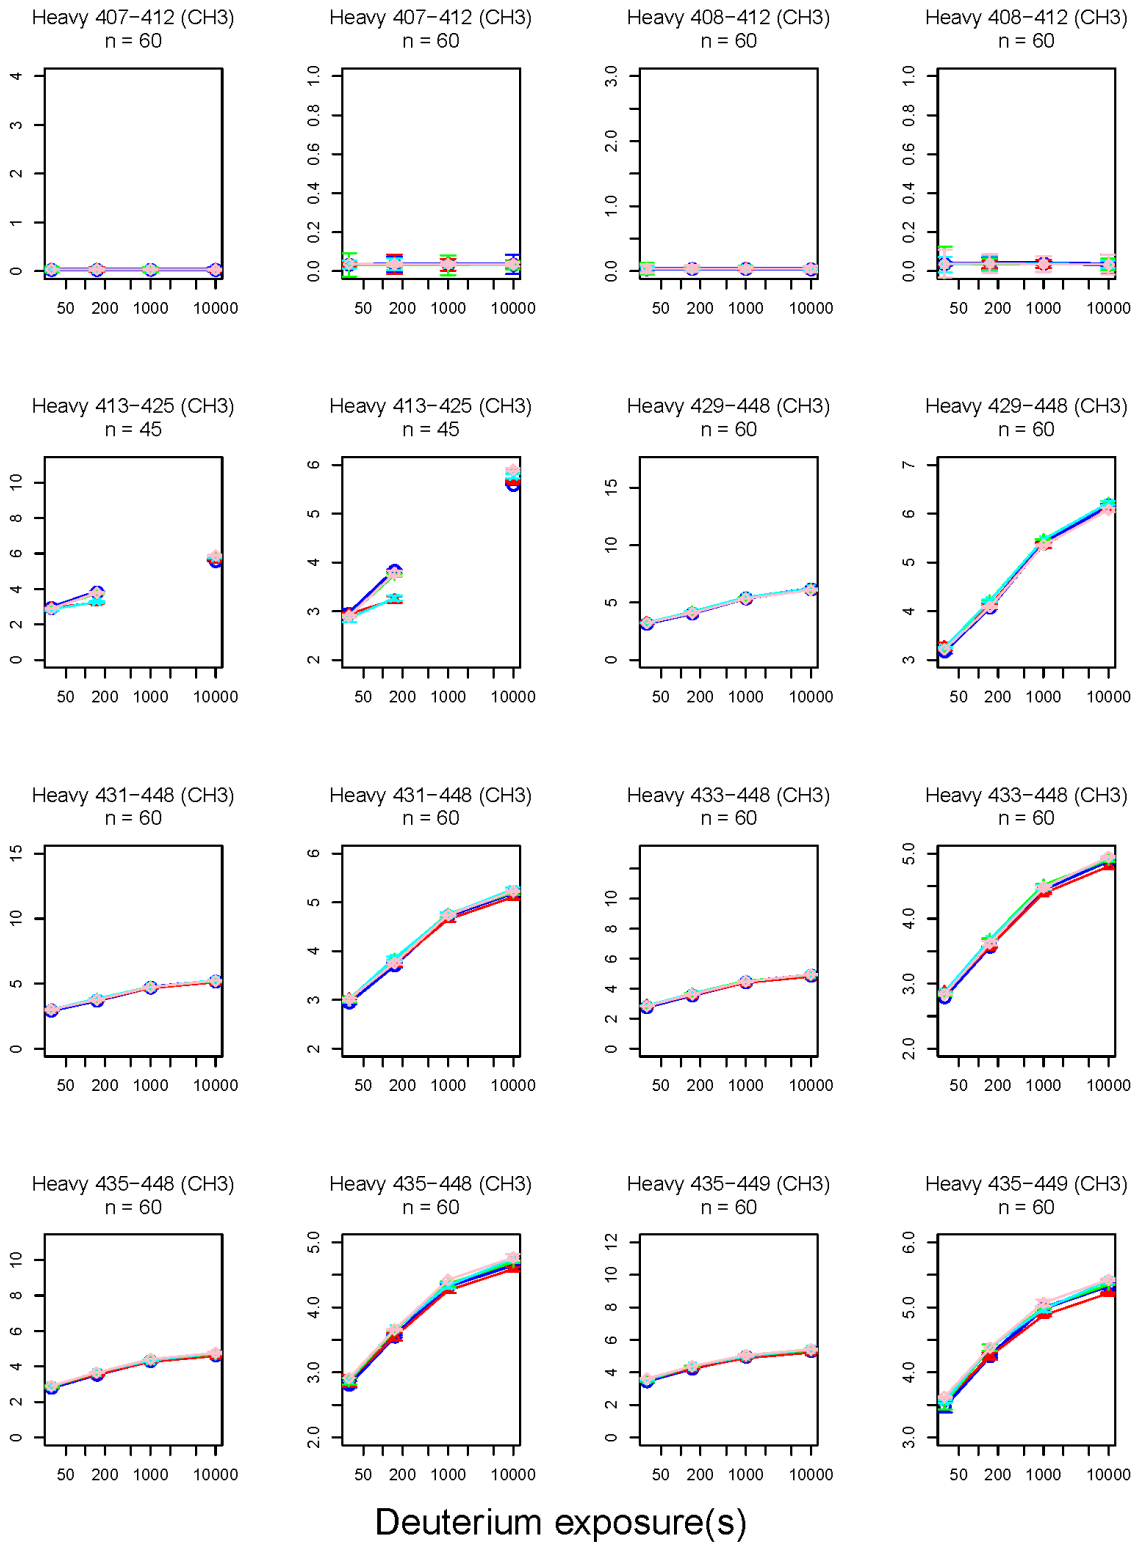 Heavy 407−412 (CH3)
n = 60
Heavy 407−412 (CH3)
n = 60
Heavy 408−412 (CH3)
n = 60
Heavy 408−412 (CH3)
n = 60
4
3
2
1
0
50 200 1000 10000
1.0
0.8
0.6
0.4
0.2
0.0
50 200 1000 10000
3.0
2.0
1.0
0.0
50 200 1000 10000
1.0
0.8
0.6
0.4
0.2
0.0
50 200 1000 10000
Heavy 413−425 (CH3)
n = 45
Heavy 413−425 (CH3)
n = 45
Heavy 429−448 (CH3)
n = 60
Heavy 429−448 (CH3)
n = 60
10
8
6
4
2
0
50 200 1000 10000
6
5
4
3
2
50 200 1000 10000
15
10
5
0
50 200 1000 10000
7
6
5
4
3
50 200 1000 10000
Heavy 431−448 (CH3)
n = 60
Heavy 431−448 (CH3)
n = 60
Heavy 433−448 (CH3)
n = 60
Heavy 433−448 (CH3)
n = 60
15
10
5
0
50 200 1000 10000
6
5
4
3
2
50 200 1000 10000
10
8
6
4
2
0
50 200 1000 10000
5.0
4.0
3.0
2.0
50 200 1000 10000
Heavy 435−448 (CH3)
n = 60
Heavy 435−448 (CH3)
n = 60
Heavy 435−449 (CH3)
n = 60
Heavy 435−449 (CH3)
n = 60
10
8
6
4
2
0
50 200 1000 10000
5.0
4.0
3.0
2.0
50 200 1000 10000
12
10
8
6
4
2
0
50 200 1000 10000
6.0
5.0
4.0
3.0
50 200 1000 10000
Deuterium exposure(s)